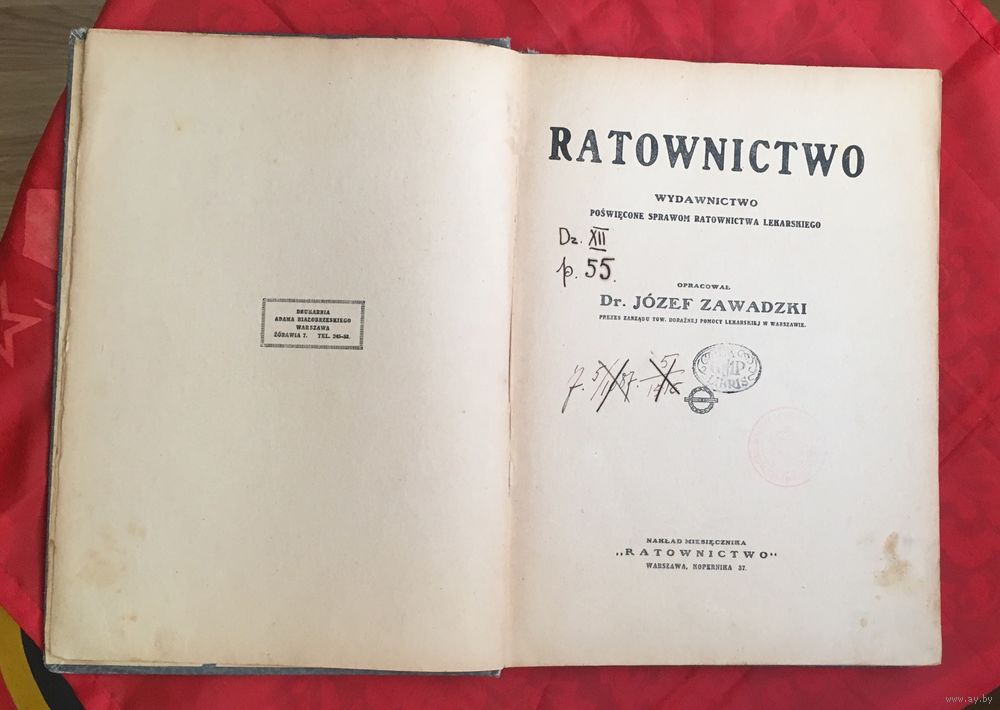 DRUKARNIA
ADAMA BIAŁOBRZESKIEGO
WARSZAWA
ŻÓRAWIA 7. TEL. 245-52.
RATOWNICTWO
WYDAWNICTWO
POŚWIĘCONE SPRAWOM RATOWNICTWA LEKARSKIEGO
Dz. XII
p. 55.
OPRACOWAŁ
Dr. JÓZEF ZAWADZKI
PREZES ZARZĄDU TOW. DORAŹNEJ POMOCY LEKARSKIEJ W WARSZAWIE.
LIBRIS
NAKŁAD MIESIĘCZNIKA
„RATOWNICTWO"
WARSZAWA, KOPERNIKA 37.
www.ay.by